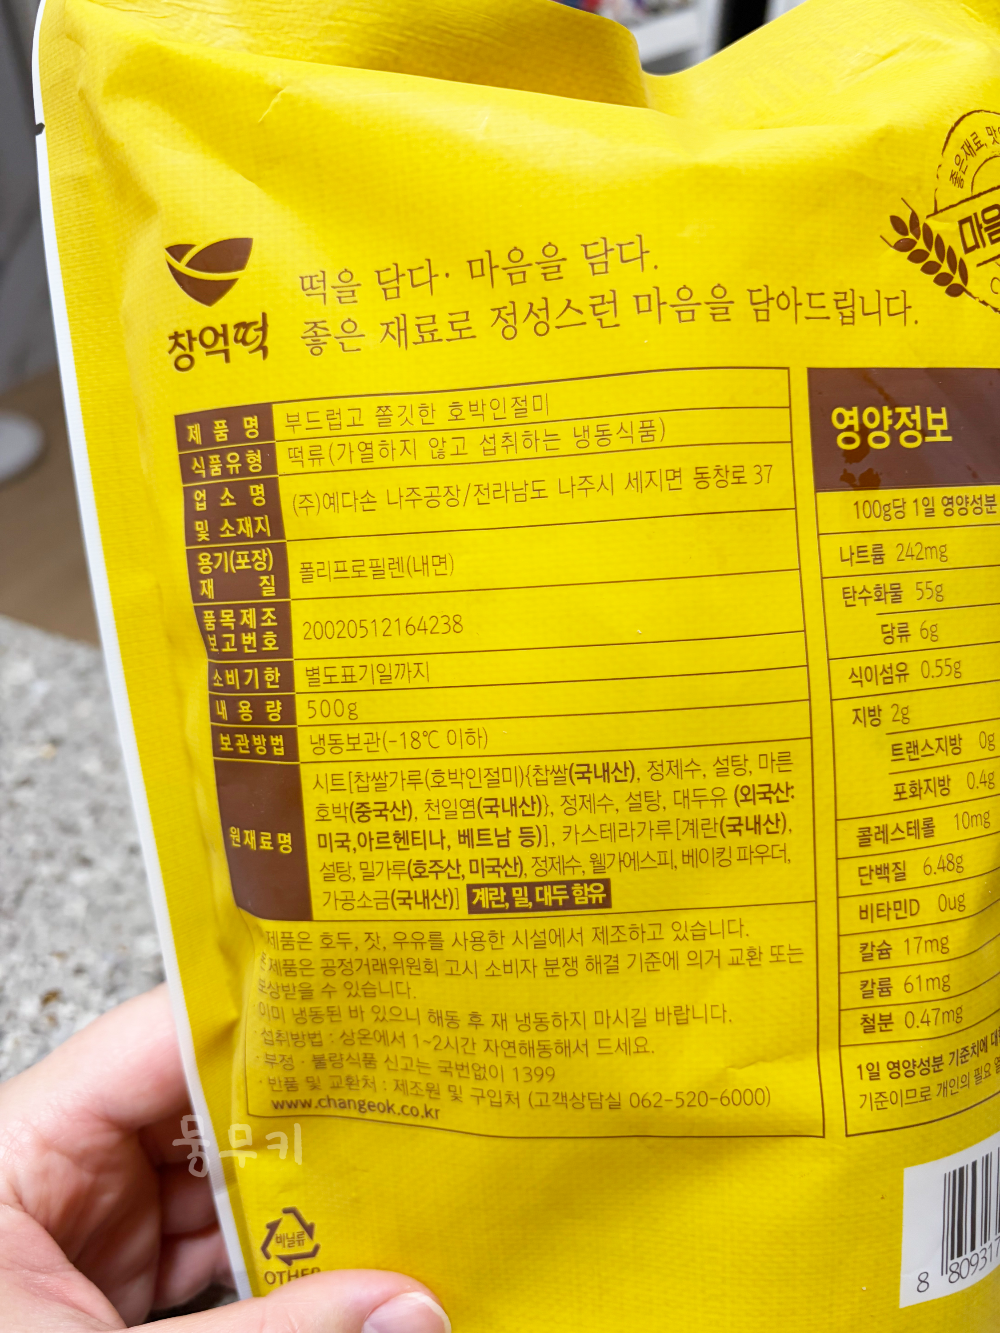 좋은재료, 맛
마음
창억떡
떡을 담다· 마음을 담다.
좋은 재료로 정성스런 마음을 담아드립니다.
제 품 명 부드럽고 쫄깃한 호박인절미
식품유형 떡류(가열하지 않고 섭취하는 냉동식품)
업 소 명 및 소재지 (주)예다손 나주공장/전라남도 나주시 세지면 동창로 37
용기(포장) 재 질 폴리프로필렌(내면)
품목제조 보고번호 20020512164238
소비기한 별도표기일까지
내 용 량 500g
보관방법 냉동보관(-18℃ 이하)
원재료명
시트[찹쌀가루(호박인절미){찹쌀(국내산), 정제수, 설탕, 마른
호박(중국산), 천일염(국내산)}, 정제수, 설탕, 대두유 (외국산:
미국,아르헨티나, 베트남 등)], 카스테라가루[계란(국내산),
설탕, 밀가루(호주산, 미국산), 정제수, 웰가에스피, 베이킹 파우더,
가공소금(국내산)] 계란, 밀, 대두 함유
제품은 호두, 잣, 우유를 사용한 시설에서 제조하고 있습니다.
본제품은 공정거래위원회 고시 소비자 분쟁 해결 기준에 의거 교환 또는
보상받을 수 있습니다.
이미 냉동된 바 있으니 해동 후 재 냉동하지 마시길 바랍니다.
·섭취방법 : 상온에서 1~2시간 자연해동해서 드세요.
·부정 · 불량식품 신고는 국번없이 1399
·반품 및 교환처 : 제조원 및 구입처 (고객상담실 062-520-6000)
www.changeok.co.kr
영양정보
100g당 1일 영양성분
나트륨 242mg
탄수화물 55g
당류 6g
식이섬유 0.55g
지방 2g
트랜스지방 0g
포화지방 0.4g
콜레스테롤 10mg
단백질 6.48g
비타민D 0ug
칼슘 17mg
칼륨 61mg
철분 0.47mg
1일 영양성분 기준치에 대
기준이므로 개인의 필요
뭉무키
비닐류
OTHER
8 809317